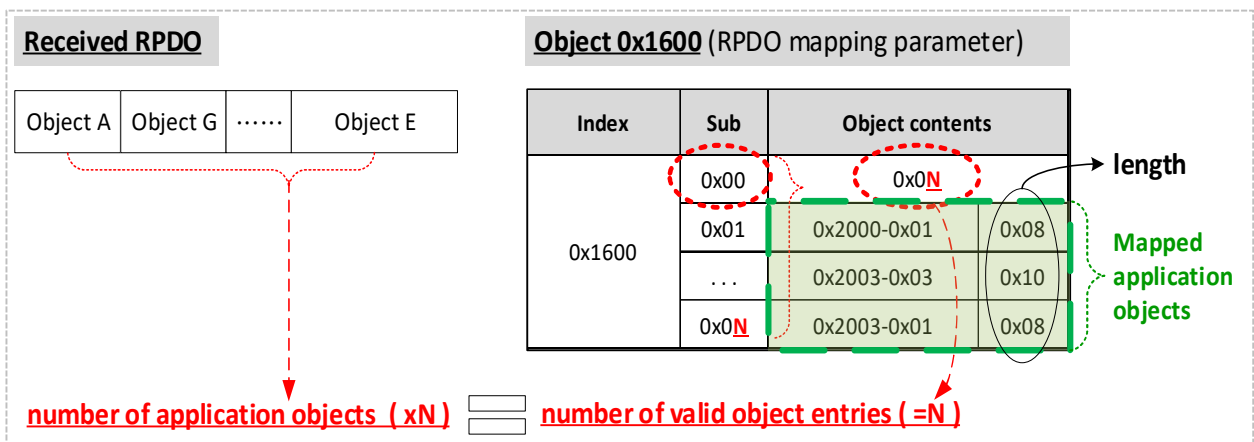 Received RPDO
Object 0x1600 (RPDO mapping parameter)
Object A Object G ...... Object E
Index Sub Object contents
0x1600
0x00 0x0N
0x01 0x2000-0x01 0x08
... 0x2003-0x03 0x10
0x0N 0x2003-0x01 0x08
length
Mapped
application
objects
number of application objects ( xN )
number of valid object entries ( =N )